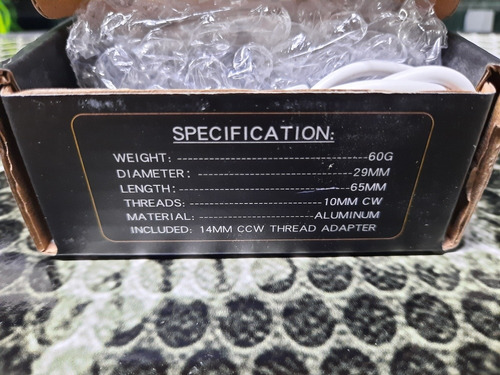 SPECIFICATION:
WEIGHT: -----------------------------------60G
DIAMETER: ---------------------------------29MM
LENGTH: --------------------------------65MM
THREADS: --------------------------10MM CW
MATERIAL: ---------------------ALUMINUM
INCLUDED: 14MM CCW THREAD ADAPTER